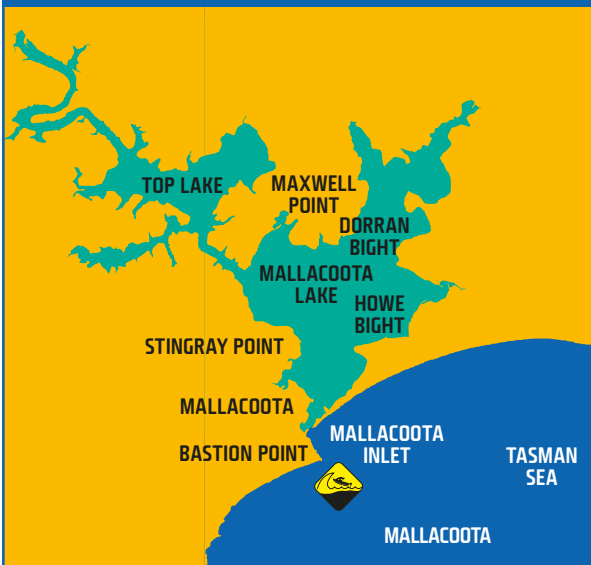 TOP LAKE
MAXWELL
POINT
DORRAN
BIGHT
MALLACOOTA
LAKE
HOWE
BIGHT
STINGRAY POINT
MALLACOOTA
BASTION POINT
MALLACOOTA
INLET
TASMAN
SEA
MALLACOOTA